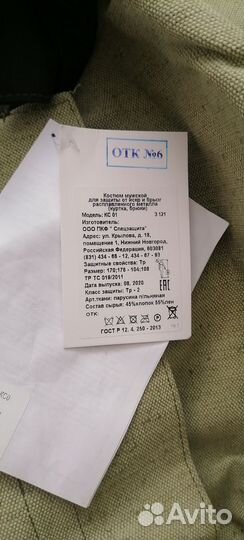 ОТК №6
Костюм мужской
для защиты от искр и брызг
расплавленного металла
(куртка, брюки)
Модель: КС 01 З 121
Изготовитель:
ООО ПКФ " Спецзащита"
Адрес: ул. Крылова, д. 18,
помещение 1, Нижний Новгород,
Российская Федерация, 603081
(831) 434 - 66 - 12, 434 - 67 - 93
Защитные свойства: Тр
Размер: 170;176 - 104;108
ТР ТС 019/2011
Дата выпуска: 08, 2020
Класс защиты: Тр - 2
Арт.ткани: парусина п/льняная
Состав сырья: 45%хлопок 55%лен
ОТК:
ГОСТ Р 12. 4. 250 - 2013
Avito